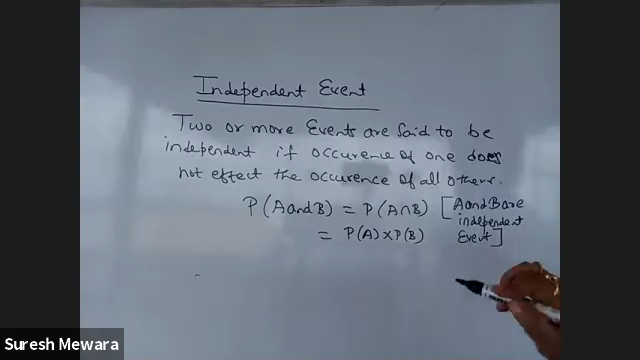 Independent Event
Two or more Events are said to be
independent if occurence of one does
not effect the occurence of all others.
P(A and B) = P(A∩B) [A and B are
independent
= P(A)×P(B) Event]
Suresh Mewara